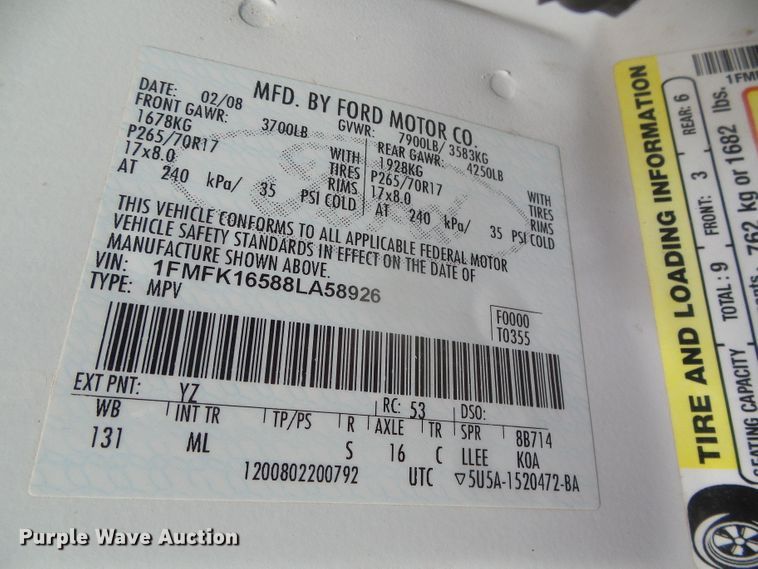 MFD. BY FORD MOTOR CO.
DATE: 02/08 GVWR: 7900LB/ 3583KG
FRONT GAWR: 3700LB REAR GAWR: 4250LB
1678KG WITH 1928KG WITH
P265/70R17 TIRES P265/70R17 TIRES
17x8.0 RIMS 17x8.0 RIMS
AT 240 kPa/ 35 PSI COLD AT 240 kPa/ 35 PSI COLD
THIS VEHICLE CONFORMS TO ALL APPLICABLE FEDERAL MOTOR
VEHICLE SAFETY STANDARDS IN EFFECT ON THE DATE OF
MANUFACTURE SHOWN ABOVE.
VIN: 1FMFK16588LA58926
TYPE: MPV
F0000
T0355
EXT PNT: YZ RC: 53 DSO:
WB INT TR TP/PS R AXLE TR SPR 8B714
131 ML S 16 C LLEE KOA
1200802200792 UTC ▽5U5A-1520472-BA
TIRE AND LOADING INFORMATION
SEATING CAPACITY TOTAL : 9 FRONT: 3 REAR: 6
762 kg or 1682 lbs.
Purple Wave Auction